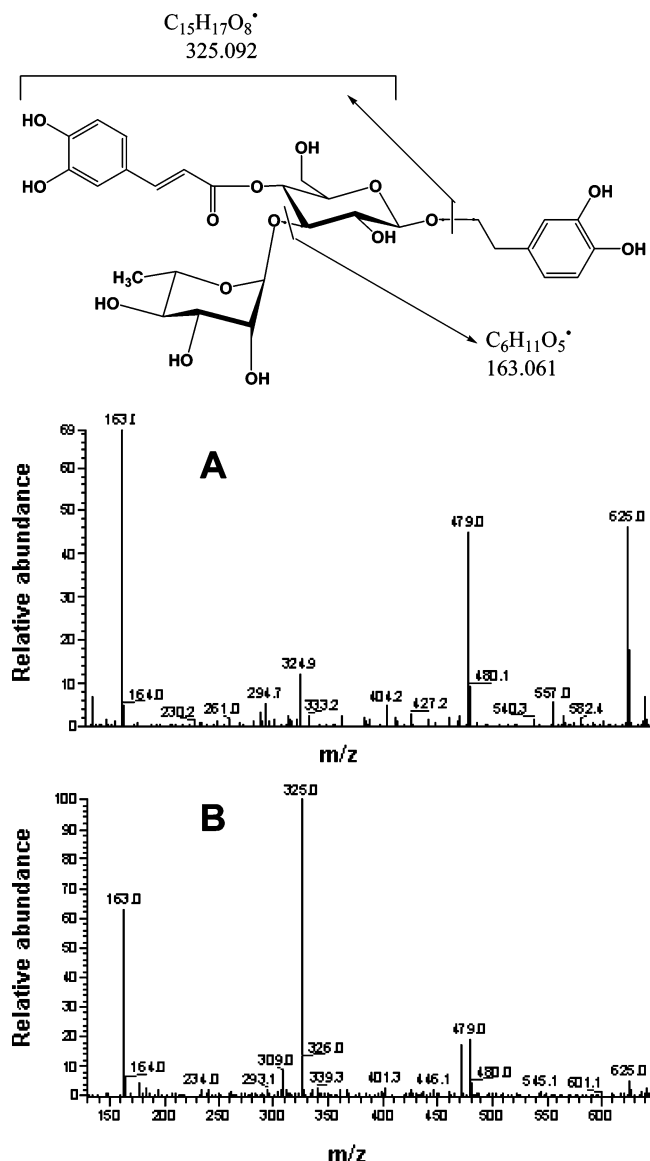 C15H17O8•
325.092
HO
HO
O
O
OH
O
OH
O
OH
OH
O
H3C
O
HO
HO
OH
C6H11O5•
163.061
A
Relative abundance
69
60
50
40
30
20
10
0
163.0
164.0
230.2
261.0
294.7
324.9
333.2
404.2
427.2
479.0
480.1
540.3
557.0
582.4
625.0
m/z
B
Relative abundance
100
90
80
70
60
50
40
30
20
10
0
163.0
164.0
234.0
293.1
309.0
325.0
326.0
339.3
401.3
446.1
479.0
480.0
545.1
601.1
625.0
150 200 250 300 350 400 450 500 550 600
m/z